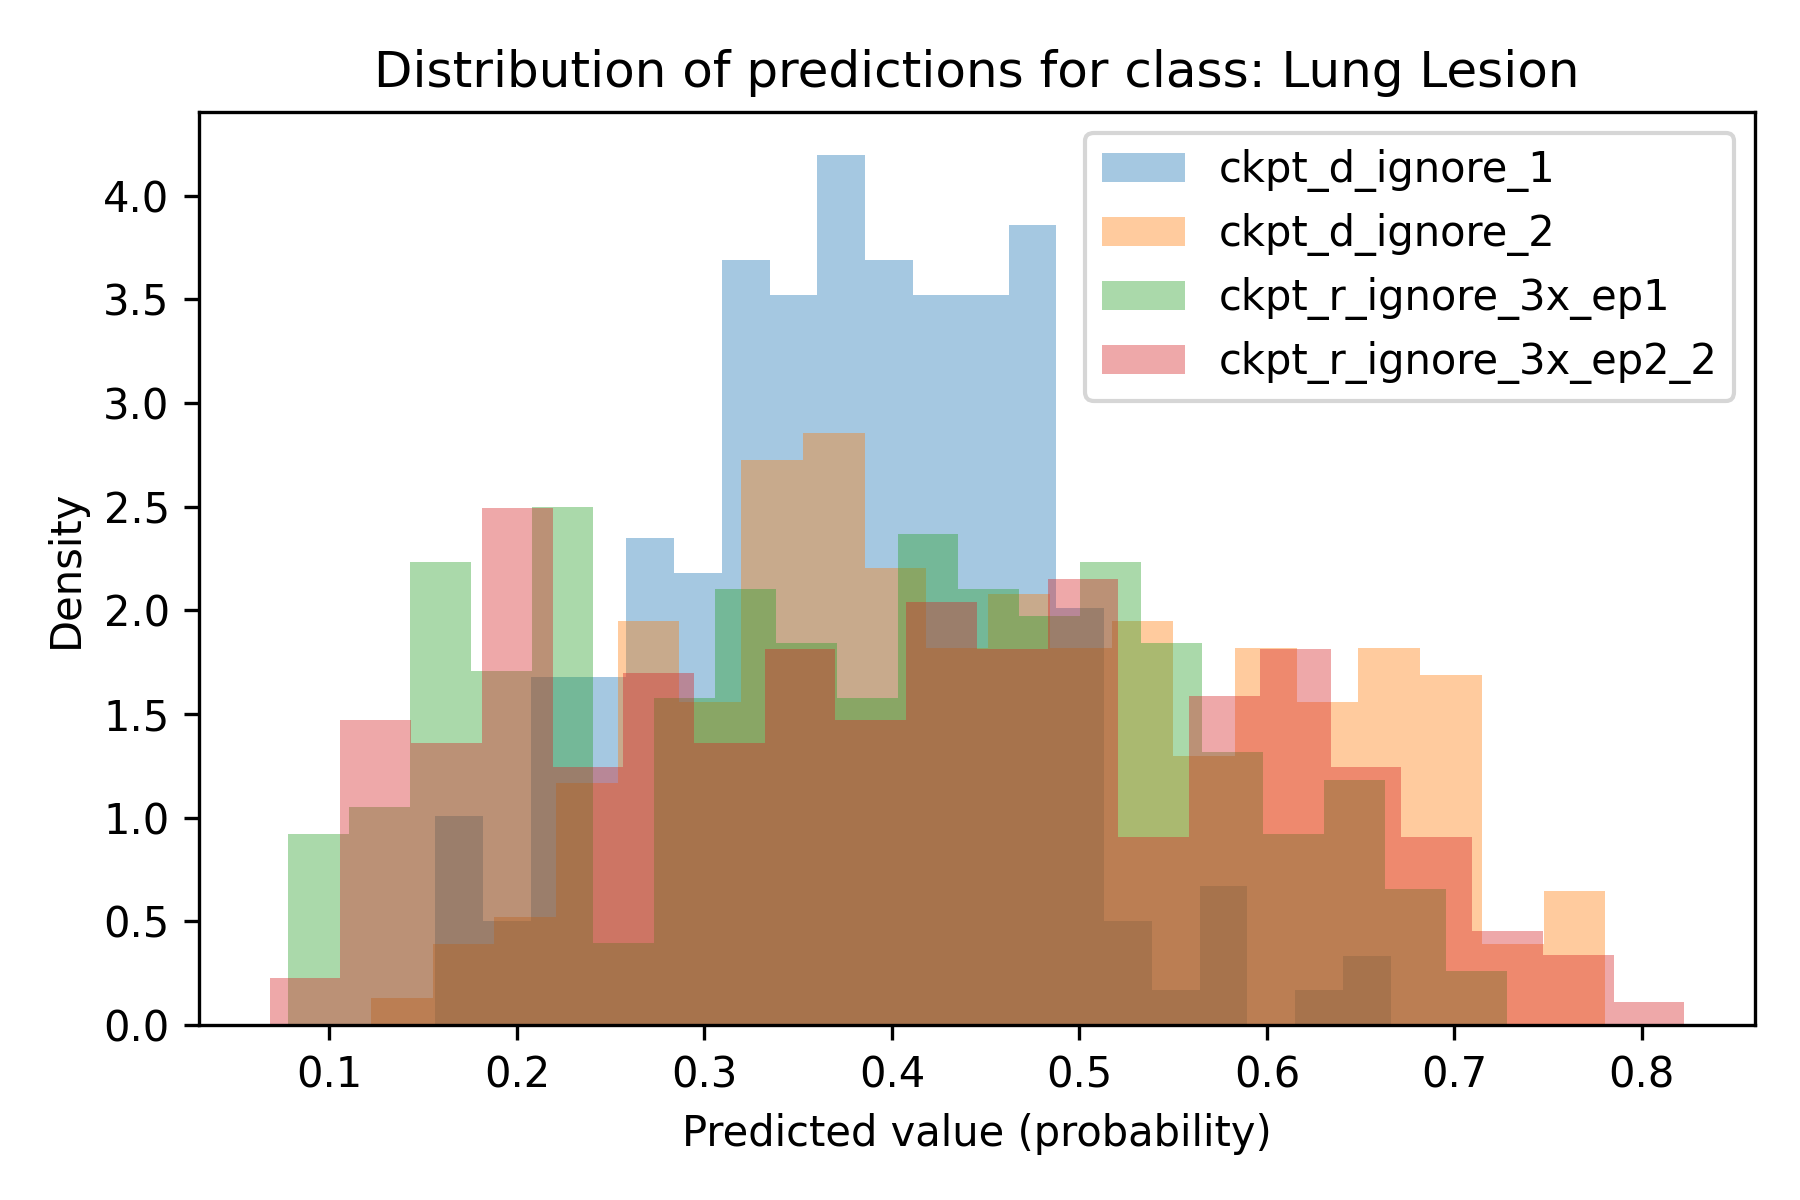 Distribution of predictions for class: Lung Lesion
ckpt_d_ignore_1
ckpt_d_ignore_2
ckpt_r_ignore_3x_ep1
ckpt_r_ignore_3x_ep2_2
Density
4.0
3.5
3.0
2.5
2.0
1.5
1.0
0.5
0.0
0.1 0.2 0.3 0.4 0.5 0.6 0.7 0.8
Predicted value (probability)